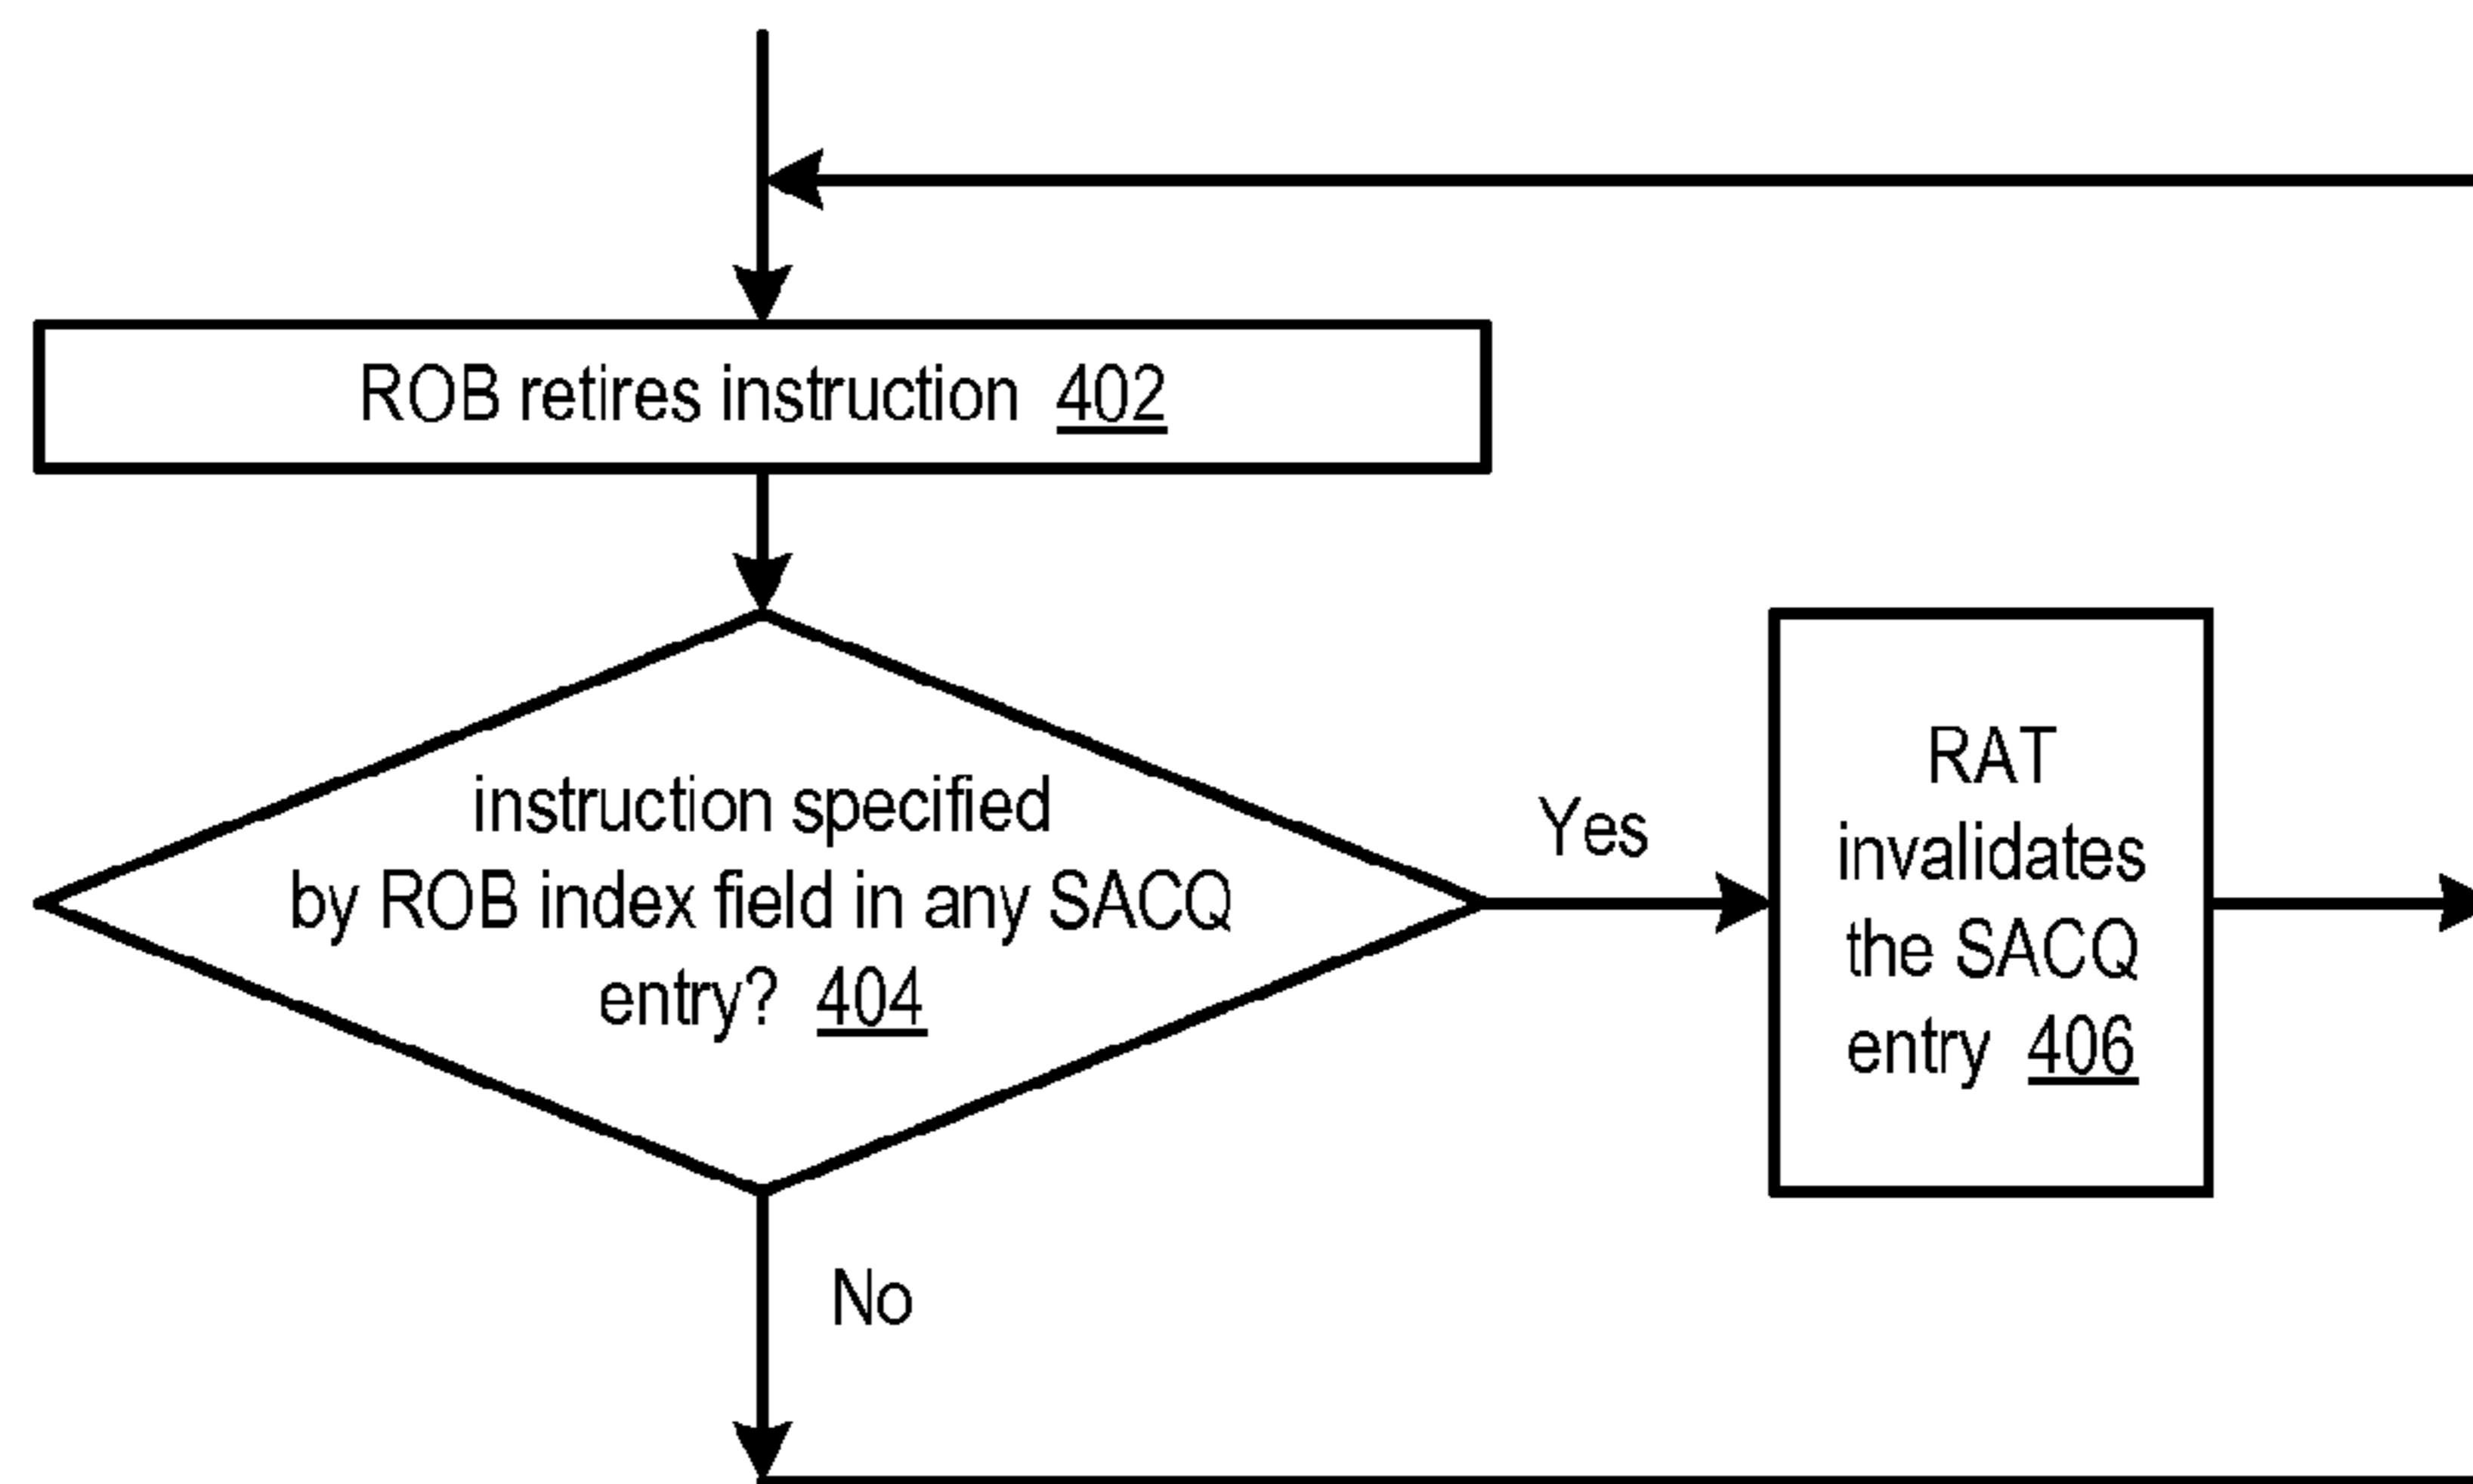 ROB retires instruction 402
instruction specified
by ROB index field in any SACQ
entry? 404
Yes
RAT
invalidates
the SACQ
entry 406
No